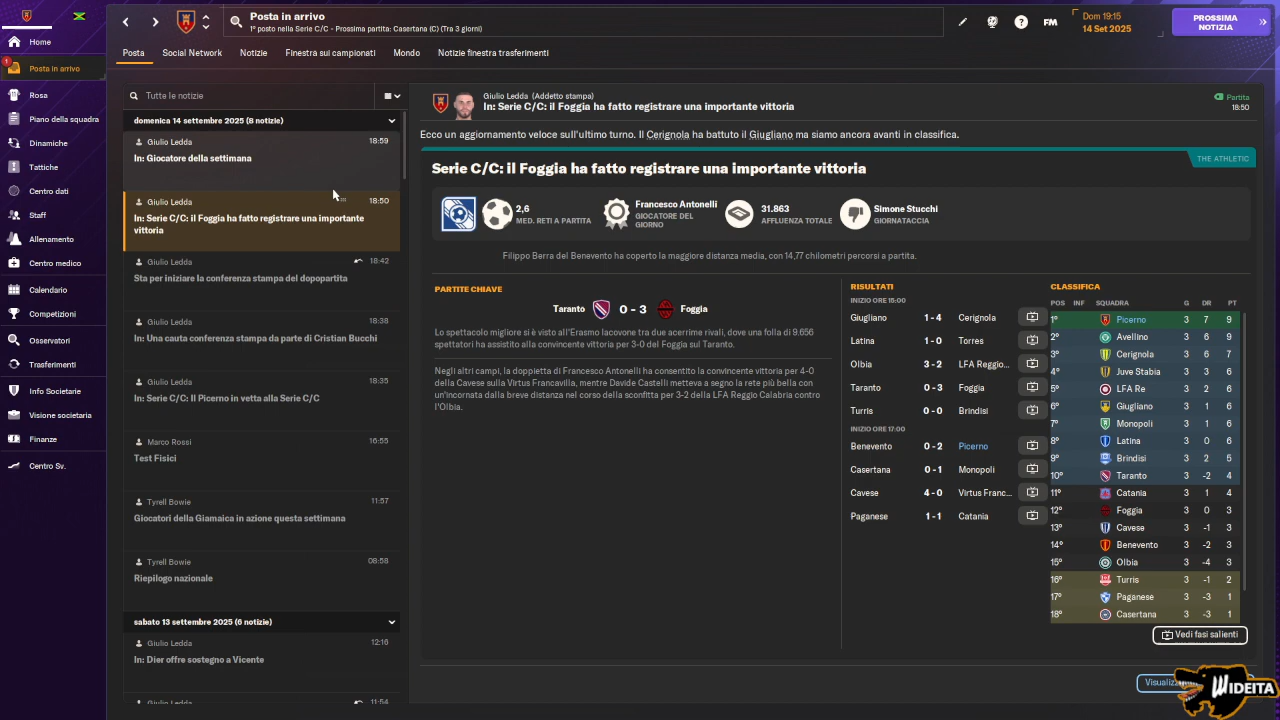 Posta in arrivo
1° posto nella Serie C/C - Prossima partita: Casertana (C) (Tra 3 giorni)
FM
Dom 19:15
14 Set 2025
PROSSIMA
NOTIZIA
Home
1
Posta in arrivo
Rosa
Piano della squadra
Dinamiche
Tattiche
Centro dati
Staff
Allenamento
Centro medico
Calendario
Competizioni
Osservatori
Trasferimenti
Info Societarie
Visione societaria
Finanze
Centro Sv.
Posta
Social Network
Notizie
Finestra sui campionati
Mondo
Notizie finestra trasferimenti
Tutte le notizie
domenica 14 settembre 2025 (8 notizie)
Giulio Ledda 18:59
In: Giocatore della settimana
Giulio Ledda 18:50
In: Serie C/C: il Foggia ha fatto registrare una importante
vittoria
Giulio Ledda 18:42
Sta per iniziare la conferenza stampa del dopopartita
Giulio Ledda 18:38
In: Una cauta conferenza stampa da parte di Cristian Bucchi
Giulio Ledda 18:35
In: Serie C/C: Il Picerno in vetta alla Serie C/C
Marco Rossi 16:55
Test Fisici
Tyrell Bowie 11:57
Giocatori della Giamaica in azione questa settimana
Tyrell Bowie 08:58
Riepilogo nazionale
sabato 13 settembre 2025 (6 notizie)
Giulio Ledda 12:16
In: Dier offre sostegno a Vicente
Giulio Ledda 11:54
Giulio Ledda (Addetto stampa)
In: Serie C/C: il Foggia ha fatto registrare una importante vittoria
Partita
18:50
Ecco un aggiornamento veloce sull'ultimo turno. Il Cerignola ha battuto il Giugliano ma siamo ancora avanti in classifica.
Serie C/C: il Foggia ha fatto registrare una importante vittoria
THE ATHLETIC
2,6
MED. RETI A PARTITA
Francesco Antonelli
GIOCATORE DEL
GIORNO
31.863
AFFLUENZA TOTALE
Simone Stucchi
GIORNATACCIA
Filippo Berra del Benevento ha coperto la maggiore distanza media, con 14,77 chilometri percorsi a partita.
PARTITE CHIAVE
Taranto 0 - 3 Foggia
Lo spettacolo migliore si è visto all'Erasmo Iacovone tra due acerrime rivali, dove una folla di 9.656
spettatori ha assistito alla convincente vittoria per 3-0 del Foggia sul Taranto.
Negli altri campi, la doppietta di Francesco Antonelli ha consentito la convincente vittoria per 4-0
della Cavese sulla Virtus Francavilla, mentre Davide Castelli metteva a segno la rete più bella con
un'incornata dalla breve distanza nel corso della sconfitta per 3-2 della LFA Reggio Calabria contro
l'Olbia.
RISULTATI
INIZIO ORE 15:00
Giugliano 1 - 4 Cerignola
Latina 1 - 0 Torres
Olbia 3 - 2 LFA Reggio...
Taranto 0 - 3 Foggia
Turris 0 - 0 Brindisi
INIZIO ORE 17:00
Benevento 0 - 2 Picerno
Casertana 0 - 1 Monopoli
Cavese 4 - 0 Virtus Franc...
Paganese 1 - 1 Catania
CLASSIFICA
POS INF SQUADRA G DR PT
1° Picerno 3 7 9
2° Avellino 3 6 9
3° Cerignola 3 6 7
4° Juve Stabia 3 3 6
5° LFA Re 3 2 6
6° Giugliano 3 1 6
7° Monopoli 3 1 6
8° Latina 3 0 6
9° Brindisi 3 2 5
10° Taranto 3 -2 4
11° Catania 3 1 4
12° Foggia 3 0 3
13° Cavese 3 -1 3
14° Benevento 3 -2 3
15° Olbia 3 -4 3
16° Turris 3 -1 2
17° Paganese 3 -3 1
18° Casertana 3 -3 1
Vedi fasi salienti
WIDEITA